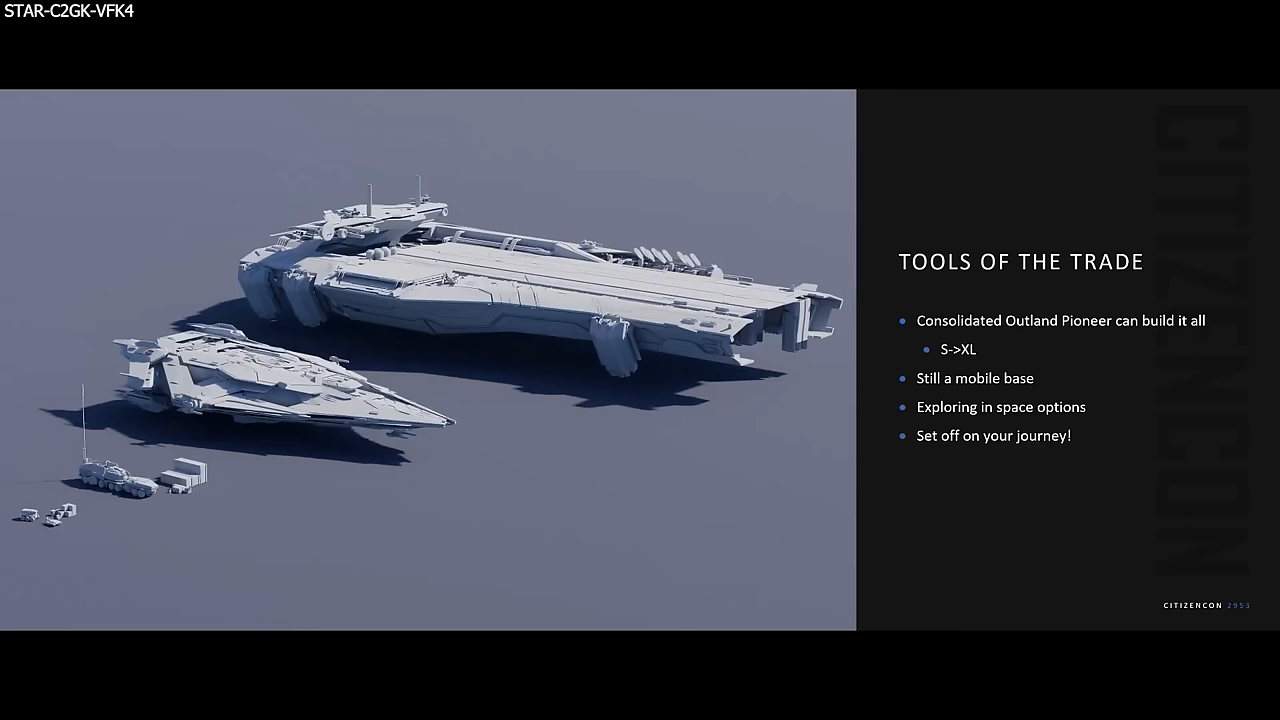 STAR-C2GK-VFK4
CITIZENCON
TOOLS OF THE TRADE
Consolidated Outland Pioneer can build it all
S->XL
Still a mobile base
Exploring in space options
Set off on your journey!
CITIZENCON 2953